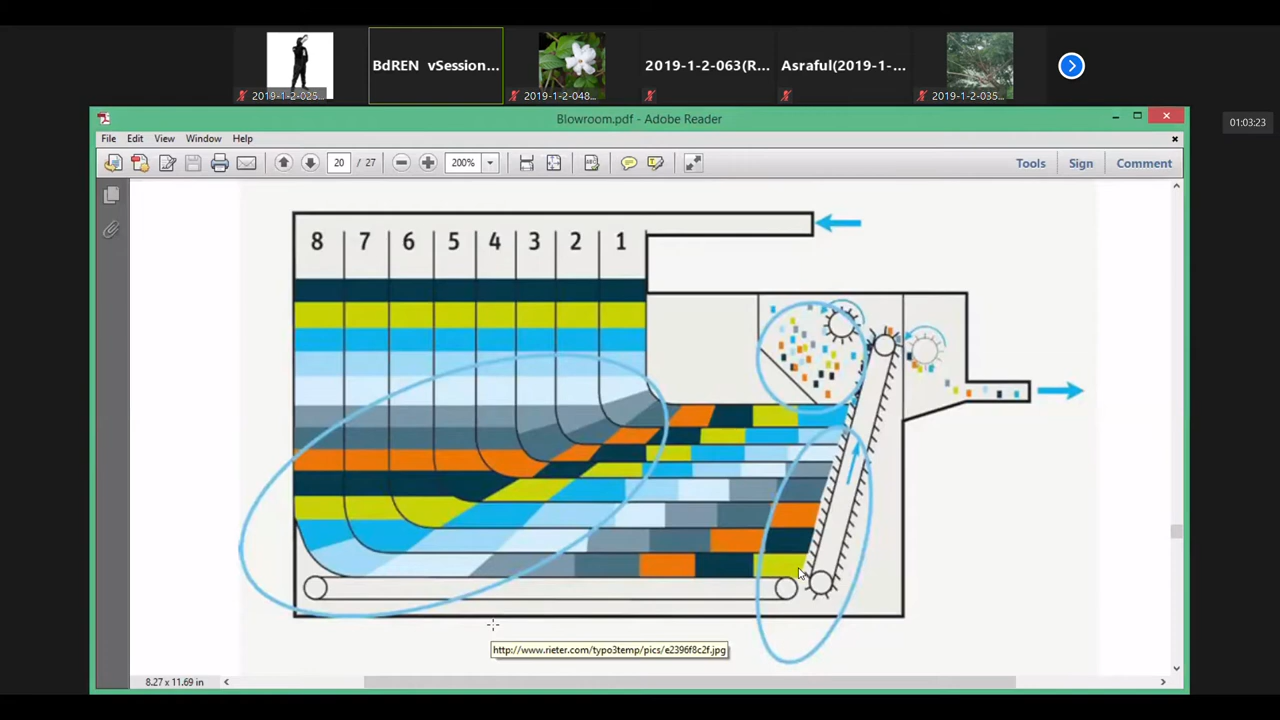 BdREN vSession...
2019-1-2-063(R...
Asraful(2019-1-...
2019-1-2-025...
2019-1-2-048...
2019-1-2-035...
Blowroom.pdf - Adobe Reader
01:03:23
File Edit View Window Help
20 / 27
200%
Tools Sign Comment
8 7 6 5 4 3 2 1
http://www.rieter.com/typo3temp/pics/e2396f8c2f.jpg
8.27 x 11.69 in